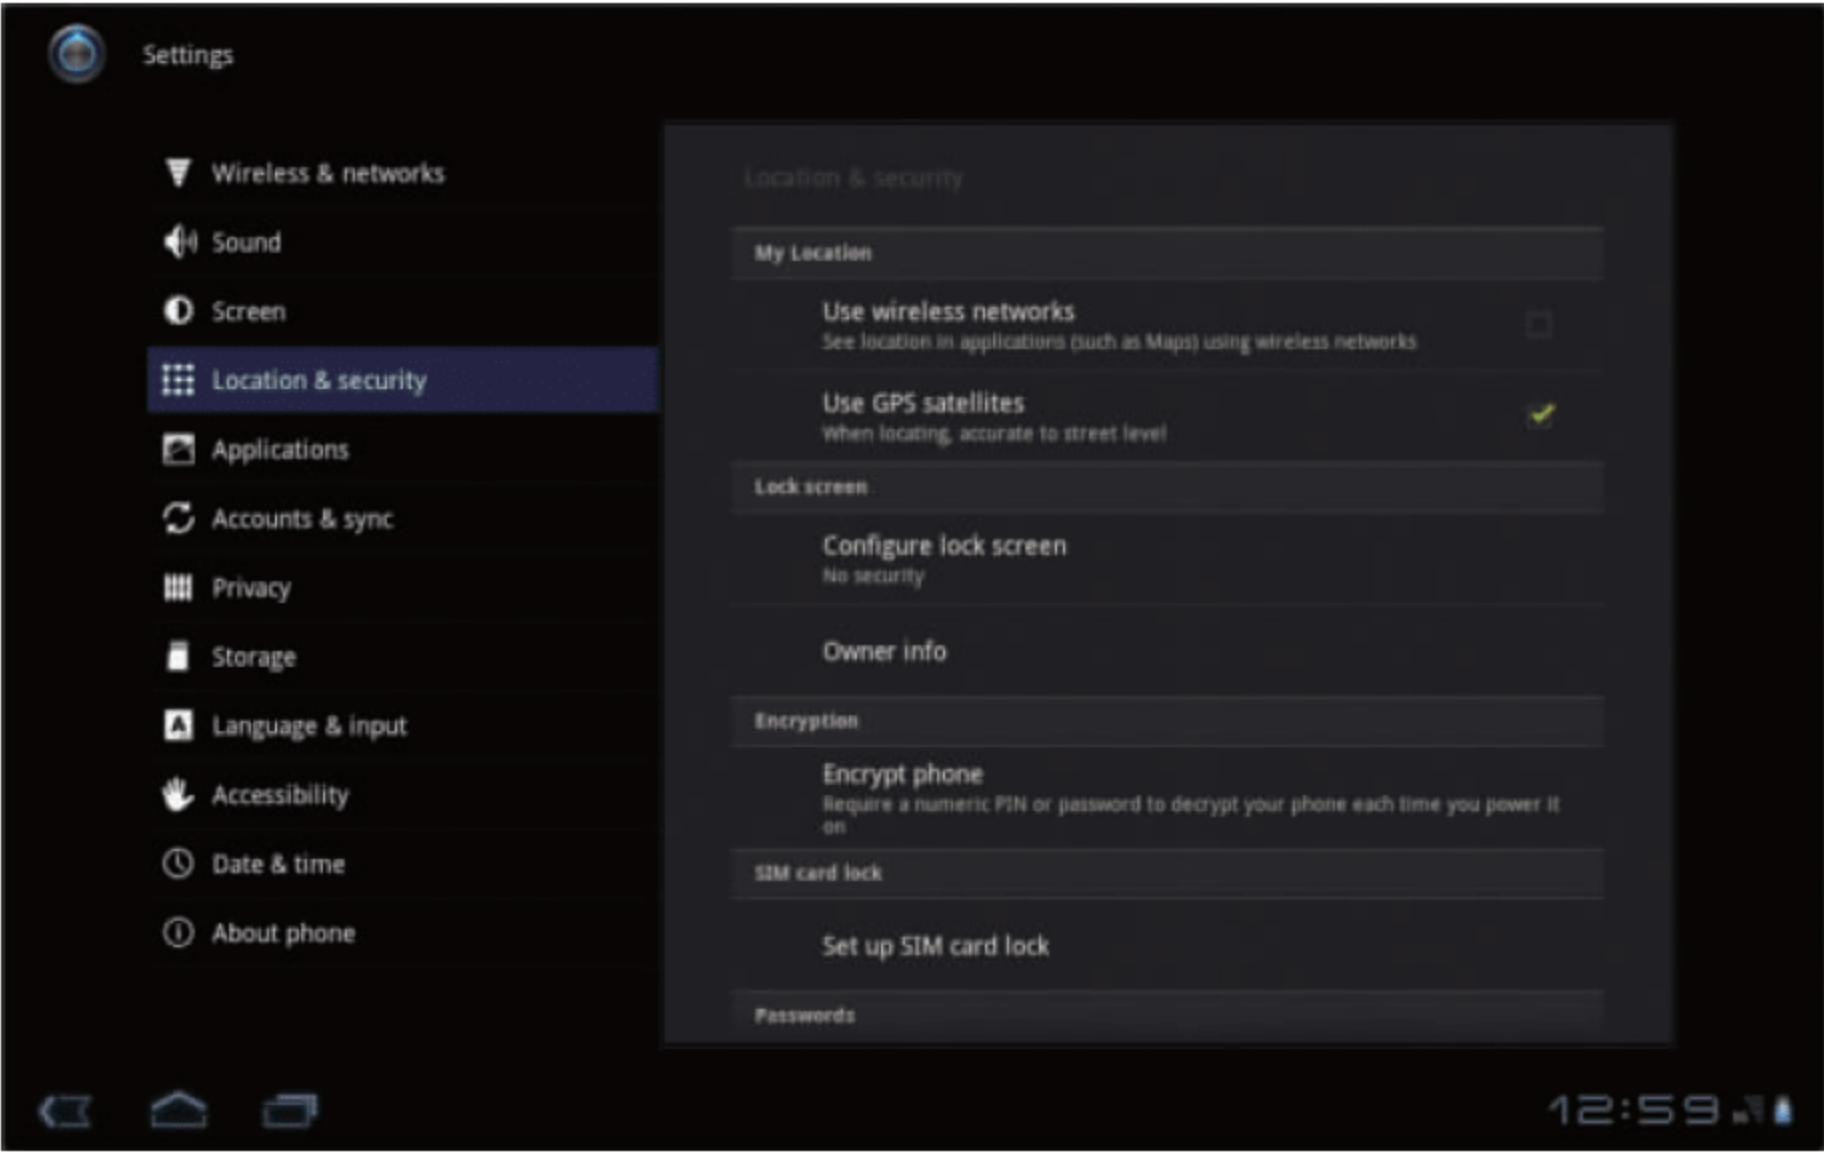 Settings
Wireless & networks
Sound
Screen
Location & security
Applications
Accounts & sync
Privacy
Storage
Language & input
Accessibility
Date & time
About phone
Location & security
My Location
Use wireless networks
See location in applications (such as Maps) using wireless networks
Use GPS satellites
When locating, accurate to street level
Lock screen
Configure lock screen
No security
Owner info
Encryption
Encrypt phone
Require a numeric PIN or password to decrypt your phone each time you power it
on
SIM card lock
Set up SIM card lock
Passwords
12:59